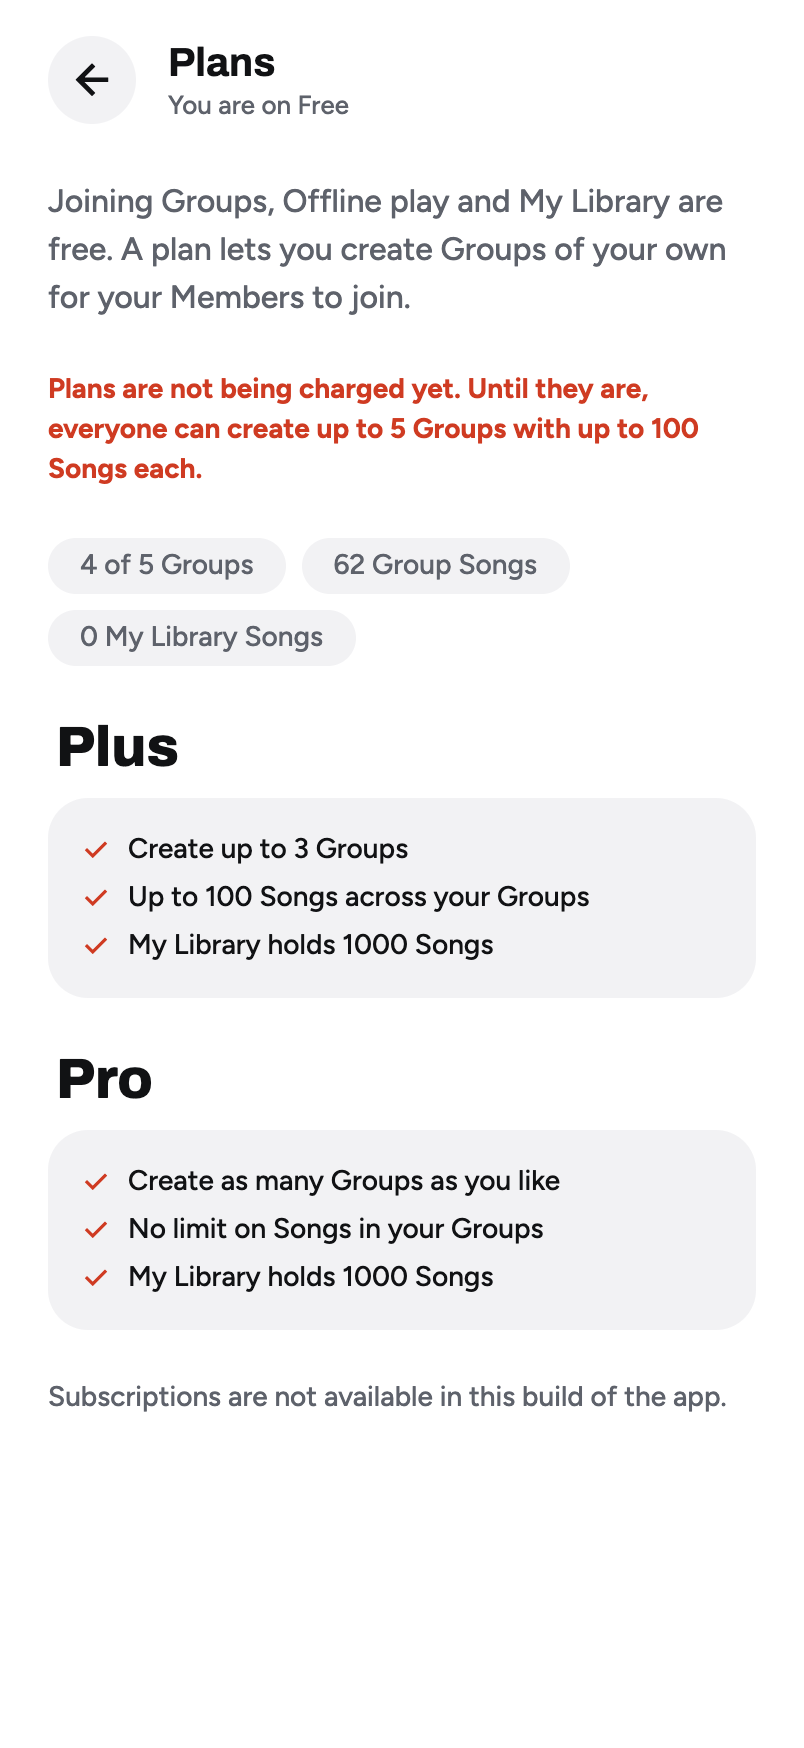 Plans
You are on Free
Joining Groups, Offline play and My Library are
free. A plan lets you create Groups of your own
for your Members to join.
Plans are not being charged yet. Until they are,
everyone can create up to 5 Groups with up to 100
Songs each.
4 of 5 Groups
62 Group Songs
0 My Library Songs
Plus
Create up to 3 Groups
Up to 100 Songs across your Groups
My Library holds 1000 Songs
Pro
Create as many Groups as you like
No limit on Songs in your Groups
My Library holds 1000 Songs
Subscriptions are not available in this build of the app.